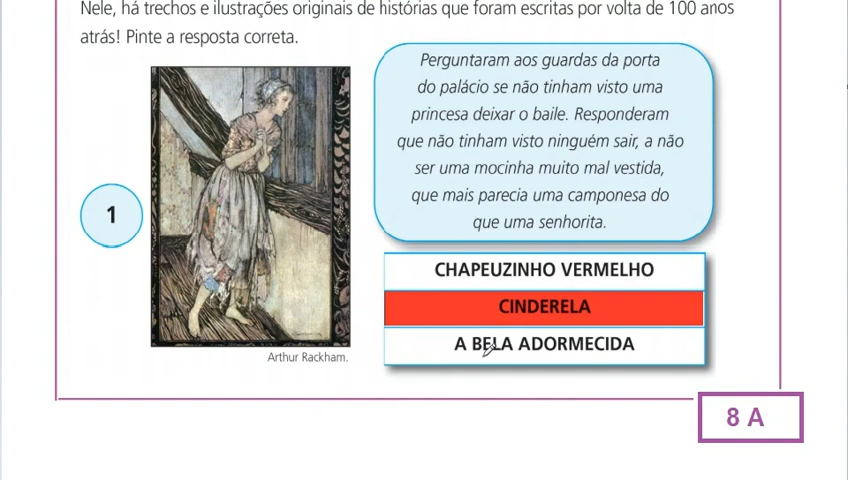 Nele, há trechos e ilustrações originais de histórias que foram escritas por volta de 100 anos
atrás! Pinte a resposta correta.
Perguntaram aos guardas da porta
do palácio se não tinham visto uma
princesa deixar o baile. Responderam
que não tinham visto ninguém sair, a não
ser uma mocinha muito mal vestida,
que mais parecia uma camponesa do
que uma senhorita.
1
CHAPEUZINHO VERMELHO
CINDERELA
A BELA ADORMECIDA
Arthur Rackham.
8 A